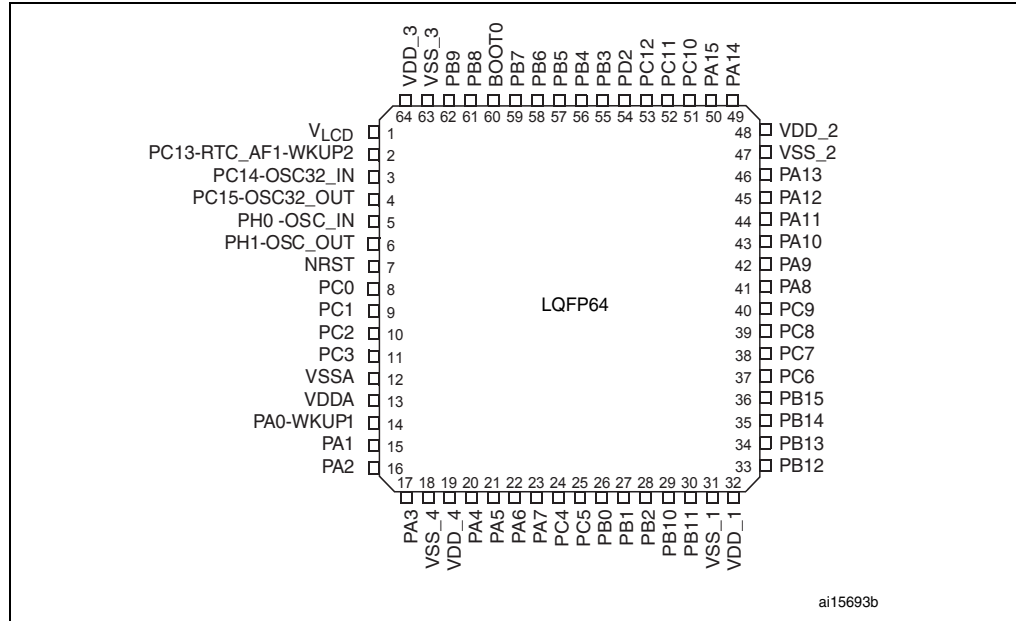 VDD_3 VSS_3 PB9 PB8 BOOT0 PB7 PB6 PB5 PB4 PB3 PD2 PC12 PC11 PC10 PA15 PA14
64 63 62 61 60 59 58 57 56 55 54 53 52 51 50 49
VLCD 1 48 VDD_2
PC13-RTC_AF1-WKUP2 2 47 VSS_2
PC14-OSC32_IN 3 46 PA13
PC15-OSC32_OUT 4 45 PA12
PH0 -OSC_IN 5 44 PA11
PH1-OSC_OUT 6 43 PA10
NRST 7 42 PA9
PC0 8 41 PA8
PC1 9 LQFP64 40 PC9
PC2 10 39 PC8
PC3 11 38 PC7
VSSA 12 37 PC6
VDDA 13 36 PB15
PA0-WKUP1 14 35 PB14
PA1 15 34 PB13
PA2 16 33 PB12
17 18 19 20 21 22 23 24 25 26 27 28 29 30 31 32
PA3 VSS_4 VDD_4 PA4 PA5 PA6 PA7 PC4 PC5 PB0 PB1 PB2 PB10 PB11 VSS_1 VDD_1
ai15693b